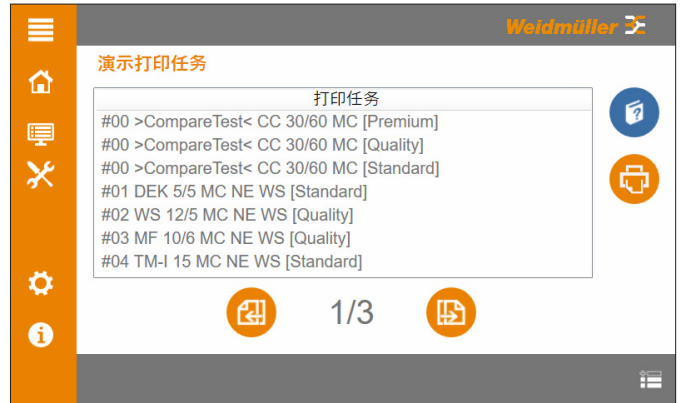 Weidmüller
演示打印任务
打印任务
#00 >CompareTest< CC 30/60 MC [Premium]
#00 >CompareTest< CC 30/60 MC [Quality]
#00 >CompareTest< CC 30/60 MC [Standard]
#01 DEK 5/5 MC NE WS [Standard]
#02 WS 12/5 MC NE WS [Quality]
#03 MF 10/6 MC NE WS [Quality]
#04 TM-I 15 MC NE WS [Standard]
1/3